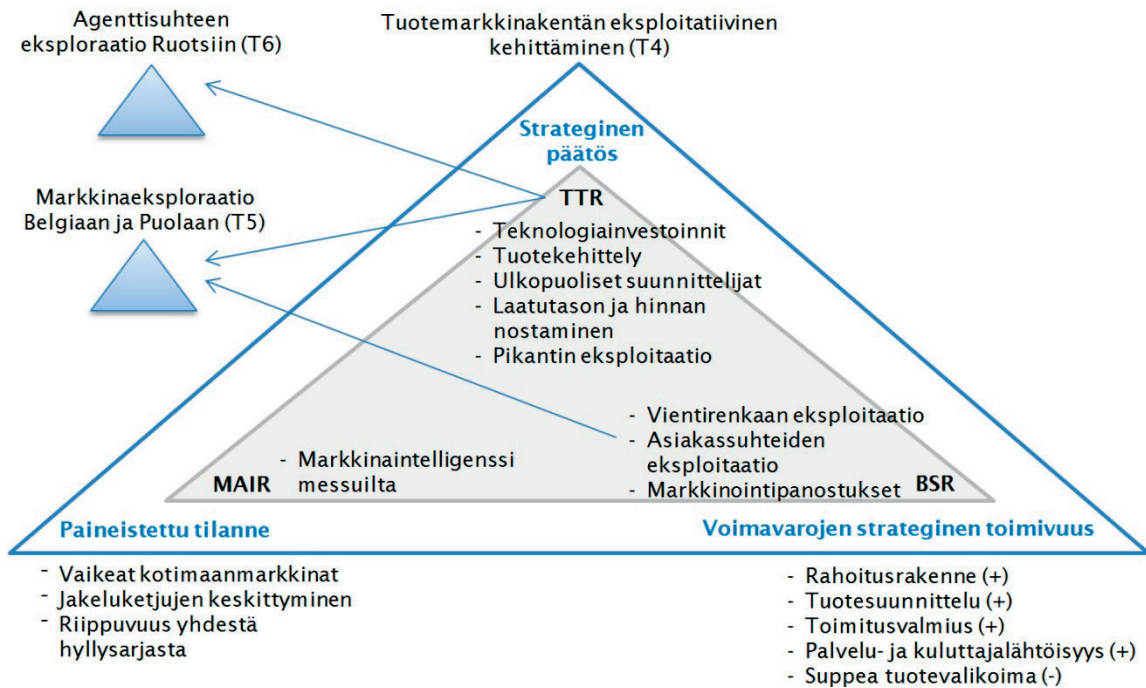 Agenttisuhteen
eksploraatio Ruotsiin (T6)
Tuotemarkkinakentän eksploitatiivinen
kehittäminen (T4)
Strateginen
päätös
Markkinaeksploraatio
Belgiaan ja Puolaan (T5)
TTR
- Teknologiainvestoinnit
- Tuotekehittely
- Ulkopuoliset suunnittelijat
- Laatutason ja hinnan
nostaminen
- Pikantin eksploitaatio
- Vientirenkaan eksploitaatio
- Asiakassuhteiden
eksploitaatio
- Markkinointipanostukset
BSR
- Markkinaintelligenssi
messuilta
MAIR
Paineistettu tilanne
Voimavarojen strateginen toimivuus
- Vaikeat kotimaanmarkkinat
- Jakeluketjujen keskittyminen
- Riippuvuus yhdestä
hyllysarjasta
- Rahoitusrakenne (+)
- Tuotesuunnittelu (+)
- Toimitusvalmius (+)
- Palvelu- ja kuluttajalähtöisyys (+)
- Suppea tuotevalikoima (-)